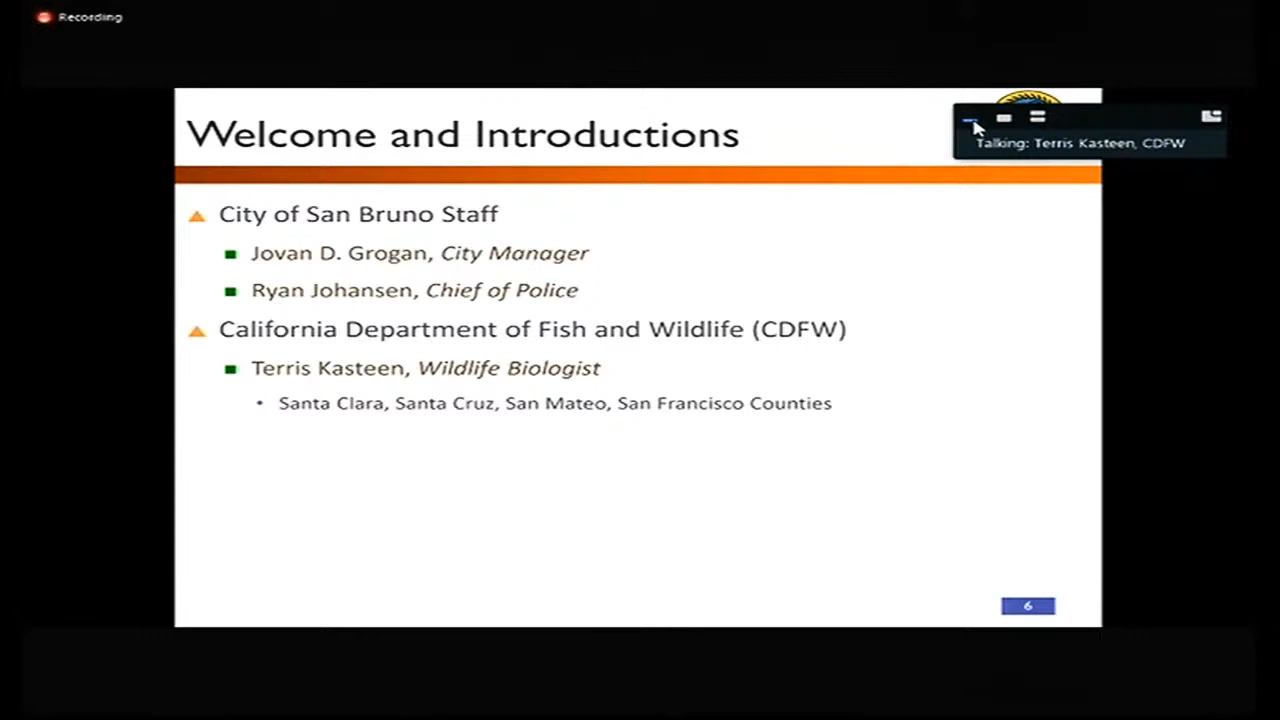 Recording
Welcome and Introductions
Talking: Terris Kasteen, CDFW
City of San Bruno Staff
Jovan D. Grogan, City Manager
Ryan Johansen, Chief of Police
California Department of Fish and Wildlife (CDFW)
Terris Kasteen, Wildlife Biologist
Santa Clara, Santa Cruz, San Mateo, San Francisco Counties
6